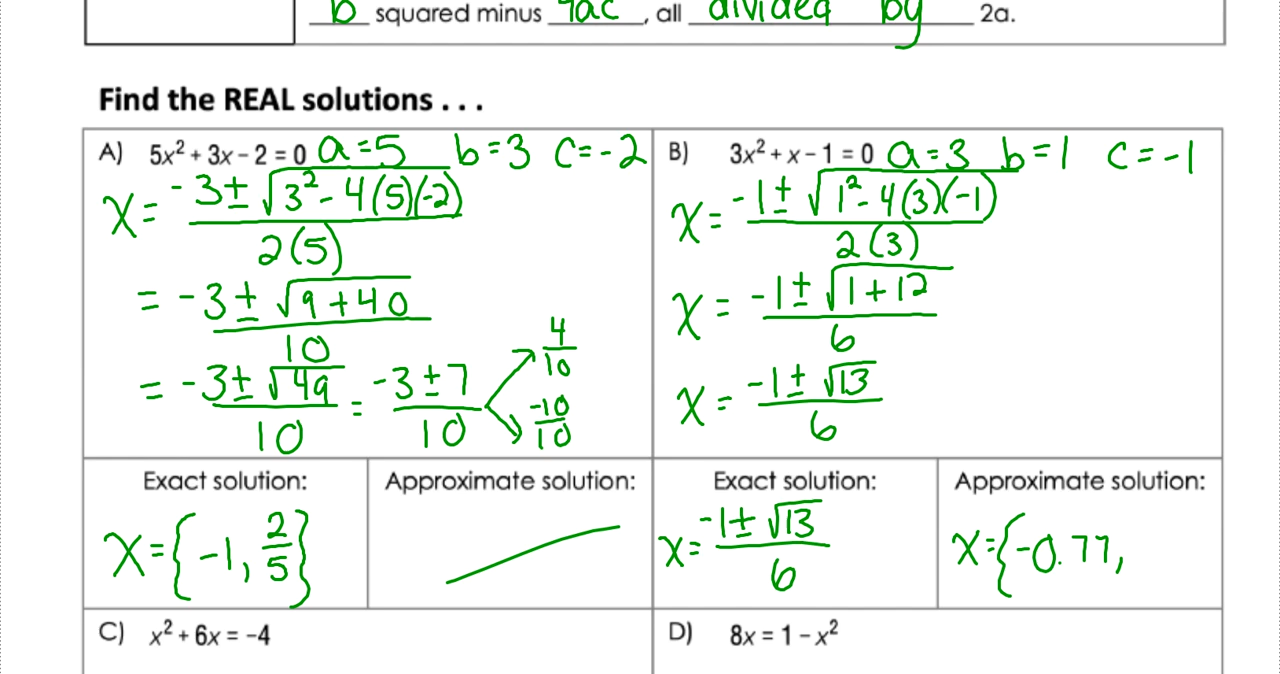 b squared minus 4ac, all divided by 2a.
Find the REAL solutions . . .
A) 5x² + 3x – 2 = 0 a=5 b=3 c=-2
x = (-3 ± √(3² - 4(5)(-2))) / 2(5)
= (-3 ± √(9+40)) / 10
= (-3 ± √49) / 10 = (-3 ± 7) / 10
4/10
-10/10
Exact solution:
x = {-1, 2/5}
Approximate solution:
B) 3x² + x – 1 = 0 a=3 b=1 c=-1
x = (-1 ± √(1² - 4(3)(-1))) / 2(3)
x = (-1 ± √(1+12)) / 6
x = (-1 ± √13) / 6
Exact solution:
x = (-1 ± √13) / 6
Approximate solution:
x = {-0.77,
C) x² + 6x = –4
D) 8x = 1 – x²